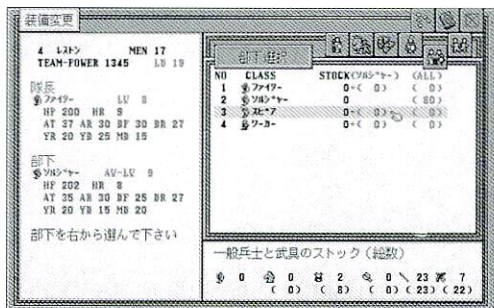 装備変更
4 レストン MEN 17
TEAM-POWER 1345 LD 19
隊長
ファイター LV 8
HP 200 HR 9
AT 37 AR 30 DF 30 DR 27
YR 20 YD 25 MD 15
部下
ソルジャー AV-LV 9
HP 202 HR 8
AT 35 AR 30 DF 25 DR 27
YR 20 YD 15 MD 20
部下を右から選んで下さい
部下選択
NO CLASS STOCK(ソルジャー) (ALL)
1 ファイター 0+( 0) ( 0)
2 ソルジャー 0 ( 80)
3 スピア 0+( 0) ( 0)
4 ワーカー 0+( 0) ( 0)
一般兵士と武具のストック(総数)
0 0 2 0 23 7
( 0) ( 8) ( 0) ( 23) ( 22)